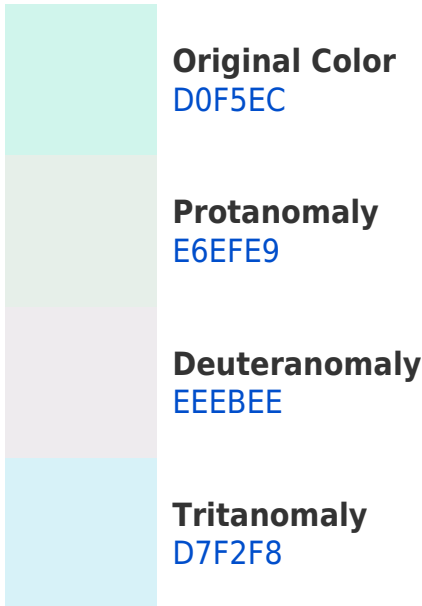 Original Color
D0F5EC
Protanomaly
E6EFE9
Deuteranomaly
EEEBEE
Tritanomaly
D7F2F8